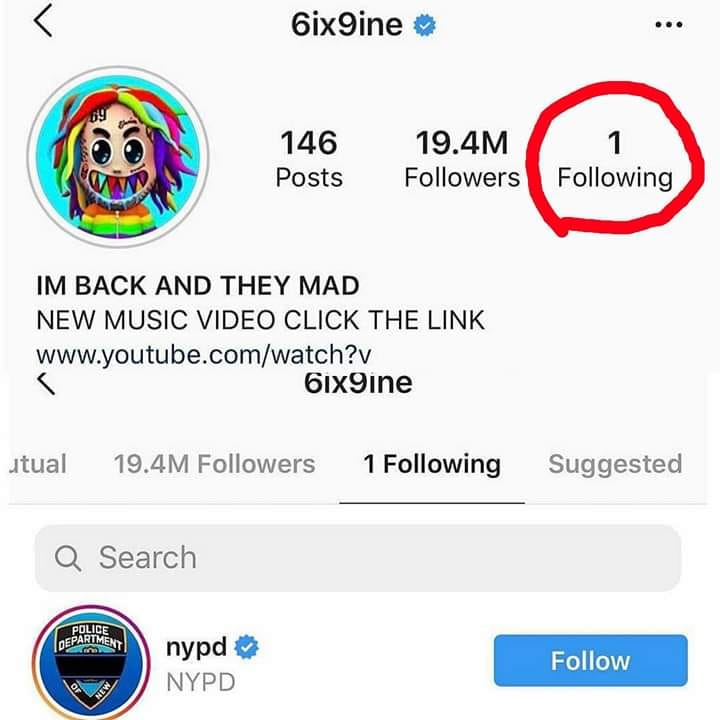 6ix9ine
69
146
19.4M
1
Posts
Followers
Following
IM BACK AND THEY MAD
NEW MUSIC VIDEO CLICK THE LINK
www.youtube.com/watch?v
6ix9ine
utual
19.4M Followers
1 Following
Suggested
Search
POLICE
DEPARTMENT
OF NEW
nypd
NYPD
Follow